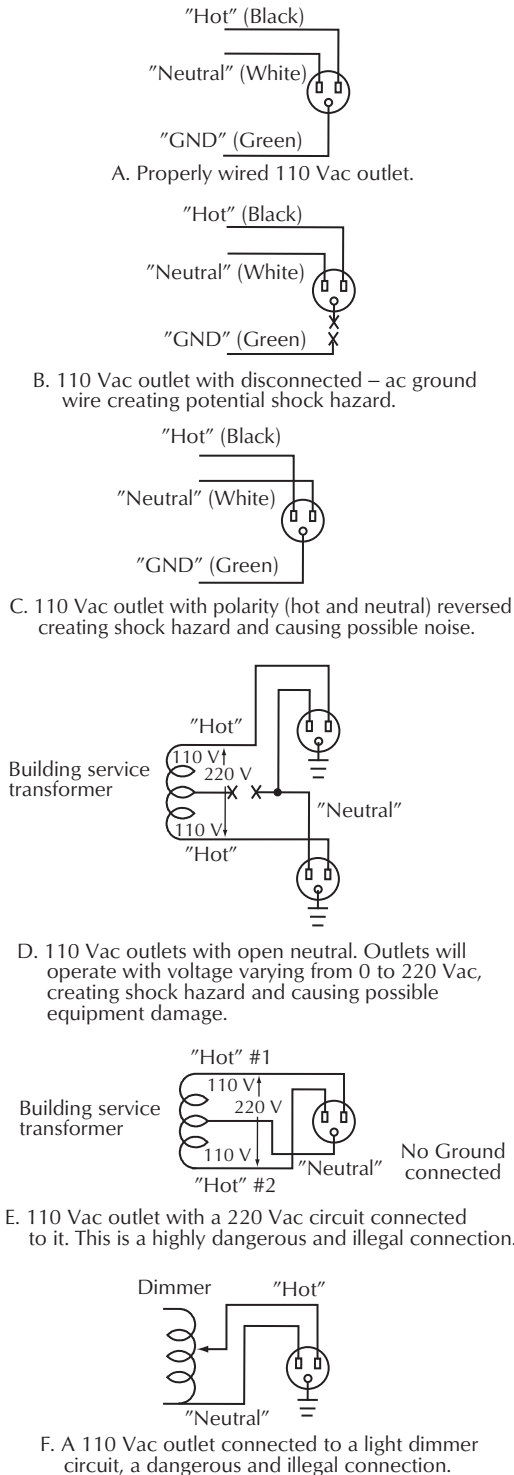 ″Hot″ (Black)
″Neutral″ (White)
″GND″ (Green)
A. Properly wired 110 Vac outlet.
″Hot″ (Black)
″Neutral″ (White)
″GND″ (Green)
B. 110 Vac outlet with disconnected – ac ground
wire creating potential shock hazard.
″Hot″ (Black)
″Neutral″ (White)
″GND″ (Green)
C. 110 Vac outlet with polarity (hot and neutral) reversed
creating shock hazard and causing possible noise.
″Hot″
110 V
Building service
transformer
220 V
″Neutral″
110 V
″Hot″
D. 110 Vac outlets with open neutral. Outlets will
operate with voltage varying from 0 to 220 Vac,
creating shock hazard and causing possible
equipment damage.
″Hot″ #1
110 V
Building service
transformer
220 V
110 V
″Neutral″
No Ground
connected
″Hot″ #2
E. 110 Vac outlet with a 220 Vac circuit connected
to it. This is a highly dangerous and illegal connection.
Dimmer
″Hot″
″Neutral″
F. A 110 Vac outlet connected to a light dimmer
circuit, a dangerous and illegal connection.